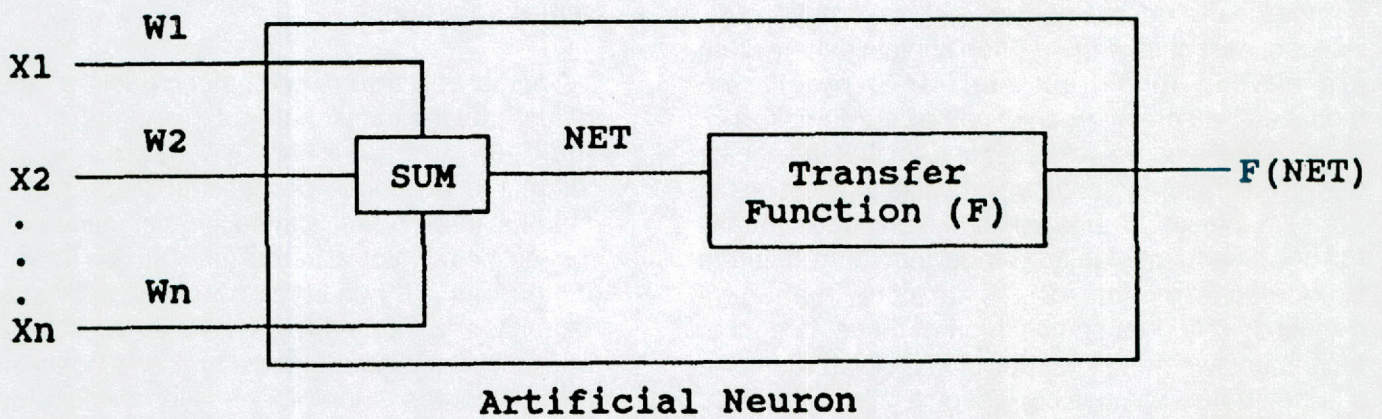 W1
X1
W2
NET
X2
SUM
Transfer
Function (F)
F(NET)
.
.
.
Wn
Xn
Artificial Neuron